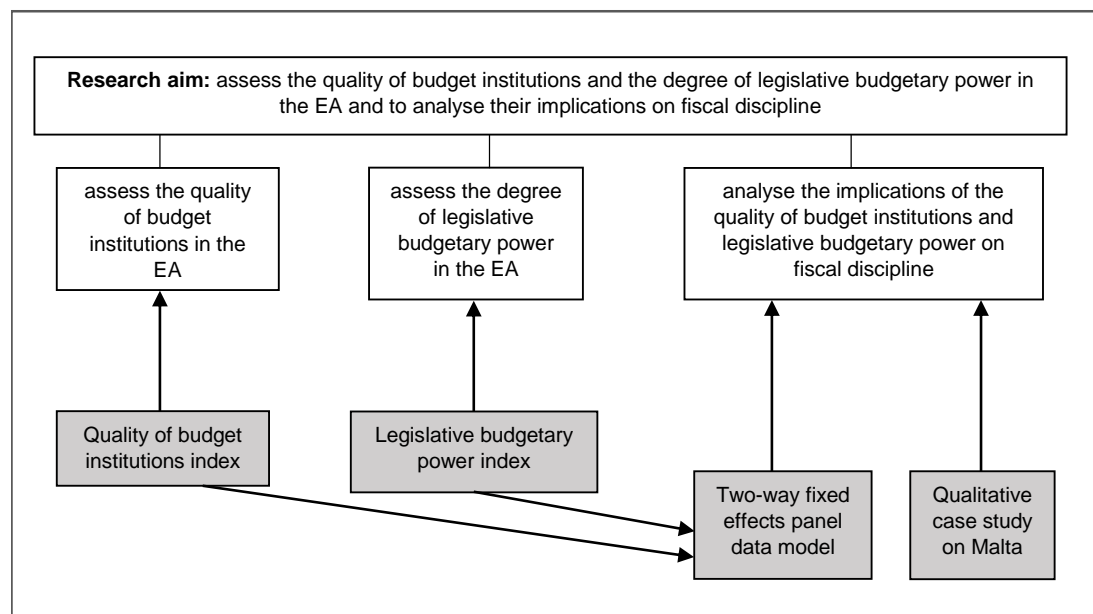 Research aim: assess the quality of budget institutions and the degree of legislative budgetary power in
the EA and to analyse their implications on fiscal discipline
assess the quality
of budget
institutions in the
EA
assess the degree
of legislative
budgetary power
in the EA
analyse the implications of the
quality of budget institutions and
legislative budgetary power on
fiscal discipline
Quality of budget
institutions index
Legislative budgetary
power index
Two-way fixed
effects panel
data model
Qualitative
case study
on Malta